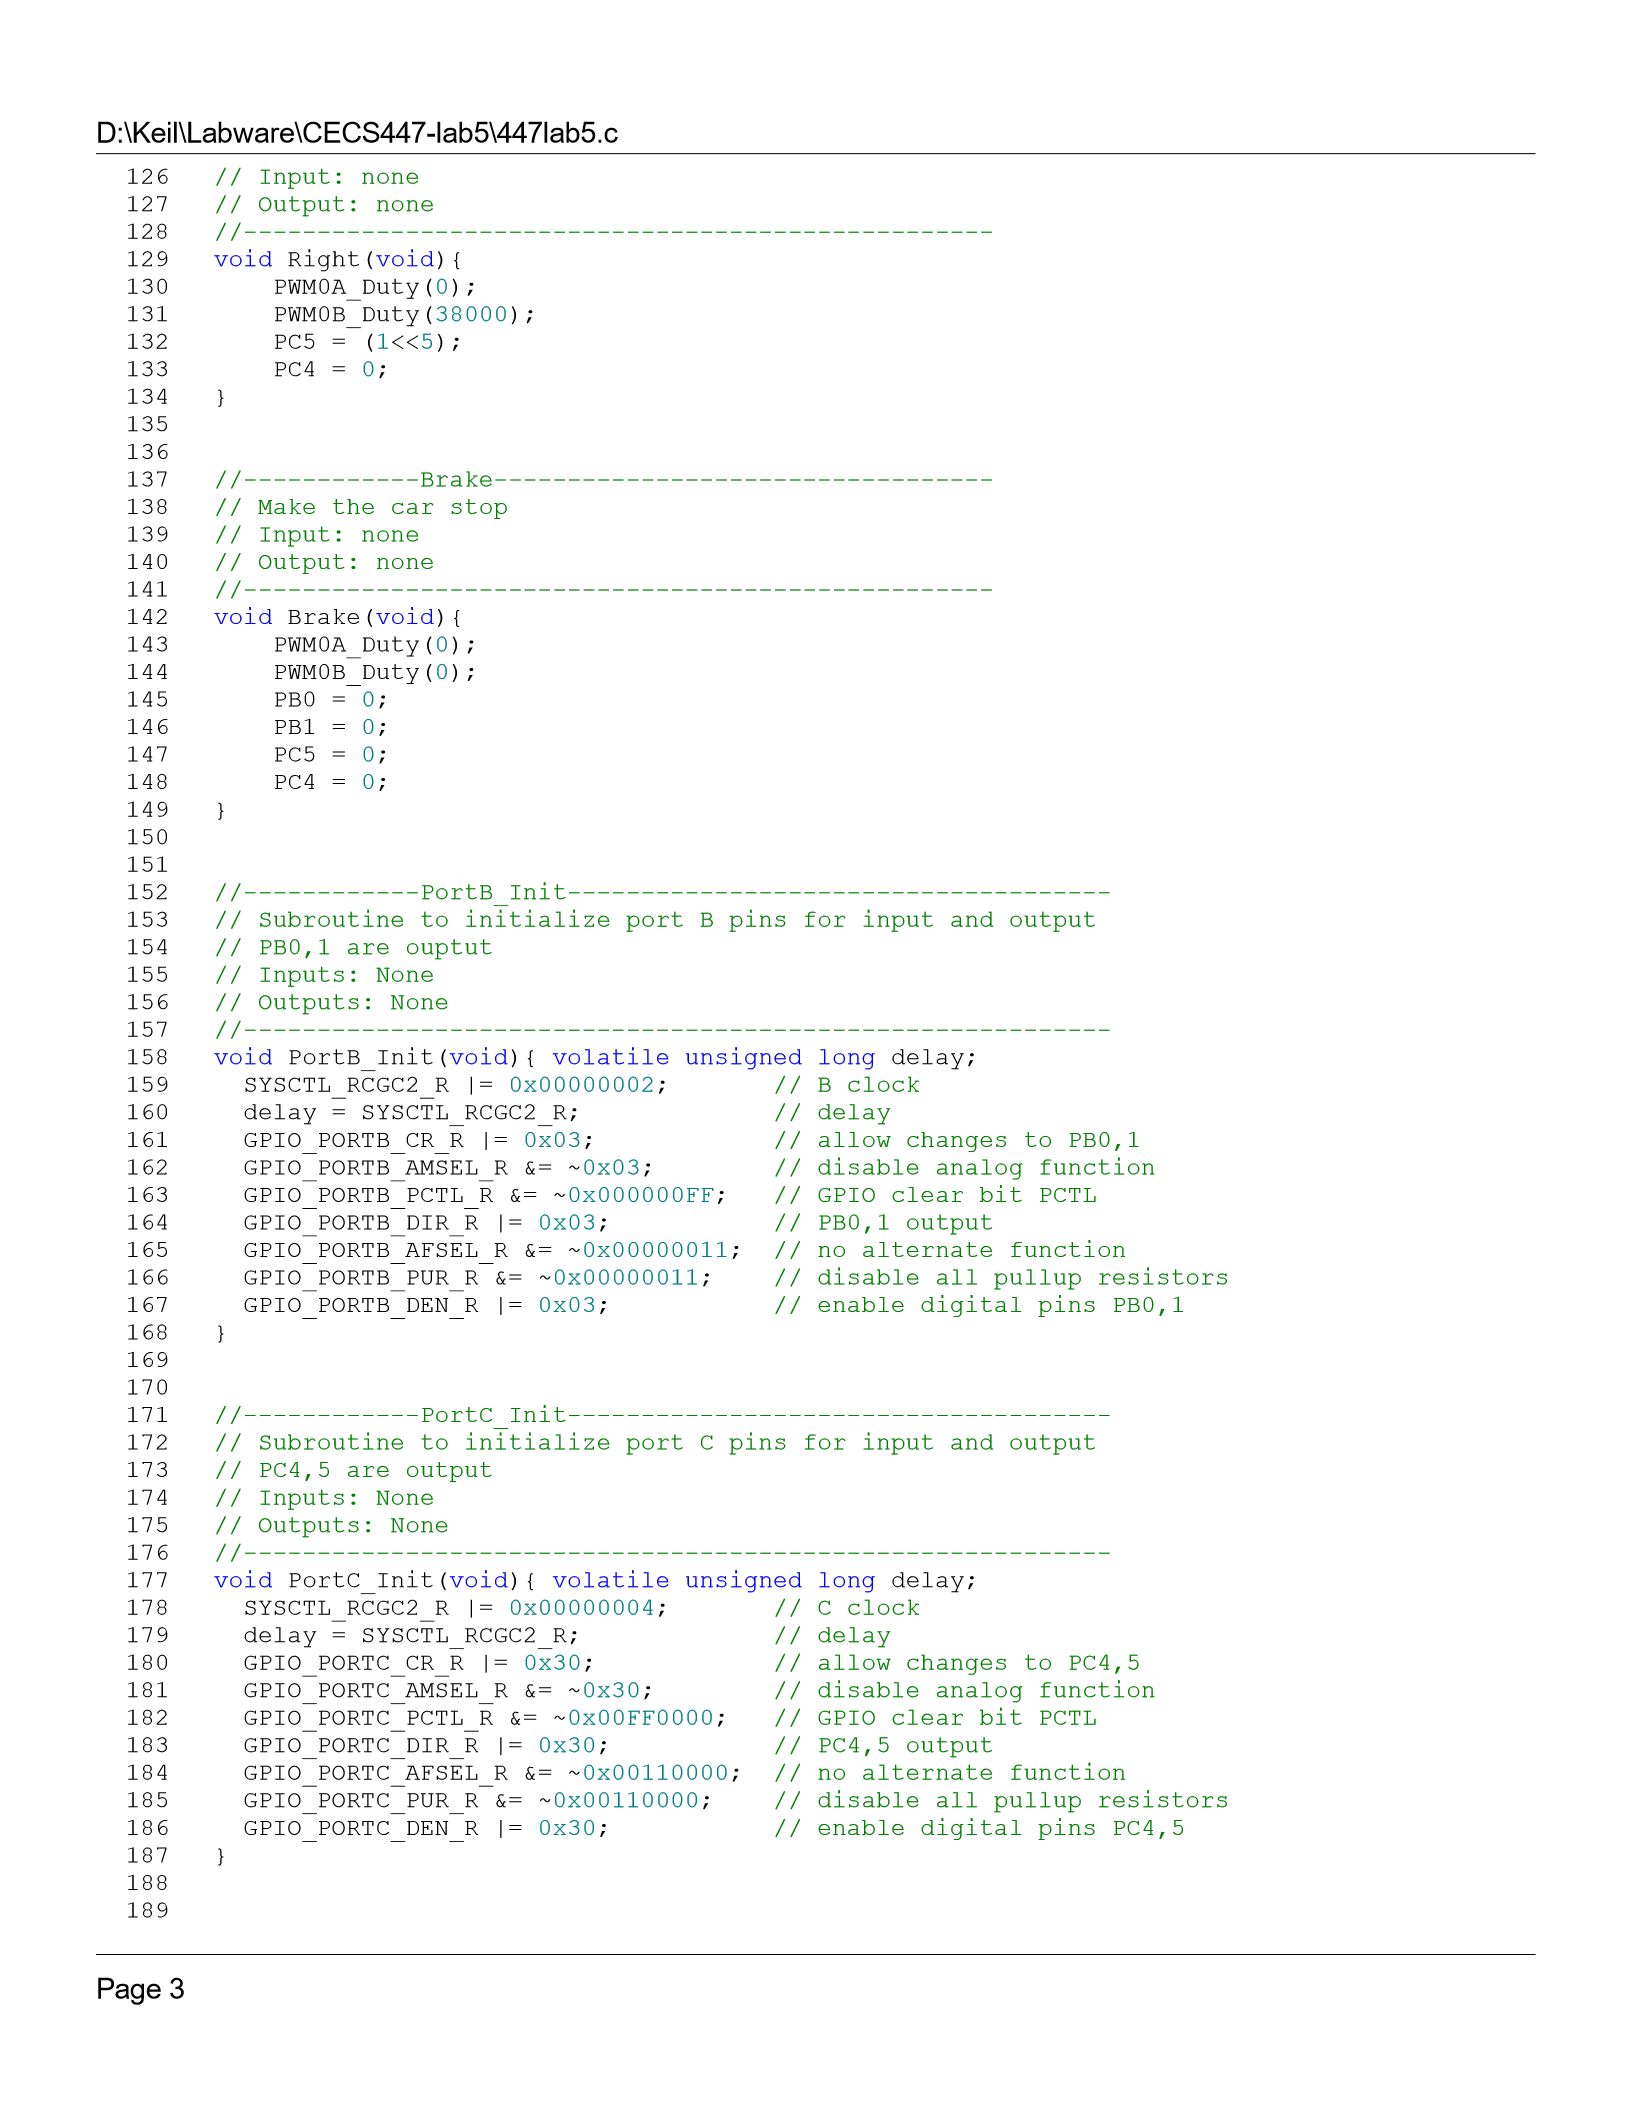 D:\Keil\Labware\CECS447-lab5\447lab5.c
126   // Input: none
127   // Output: none
128   //---------------------------------------------------
129   void Right(void){
130       PWM0A_Duty(0);
131       PWM0B_Duty(38000);
132       PC5 = (1<<5);
133       PC4 = 0;
134   }
135
136
137   //------------Brake----------------------------------
138   // Make the car stop
139   // Input: none
140   // Output: none
141   //---------------------------------------------------
142   void Brake(void){
143       PWM0A_Duty(0);
144       PWM0B_Duty(0);
145       PB0 = 0;
146       PB1 = 0;
147       PC5 = 0;
148       PC4 = 0;
149   }
150
151
152   //------------PortB_Init-------------------------------------
153   // Subroutine to initialize port B pins for input and output
154   // PB0,1 are ouptut
155   // Inputs: None
156   // Outputs: None
157   //-----------------------------------------------------------
158   void PortB_Init(void){ volatile unsigned long delay;
159     SYSCTL_RCGC2_R |= 0x00000002;       // B clock
160     delay = SYSCTL_RCGC2_R;             // delay
161     GPIO_PORTB_CR_R |= 0x03;            // allow changes to PB0,1
162     GPIO_PORTB_AMSEL_R &= ~0x03;        // disable analog function
163     GPIO_PORTB_PCTL_R &= ~0x000000FF;   // GPIO clear bit PCTL
164     GPIO_PORTB_DIR_R |= 0x03;           // PB0,1 output
165     GPIO_PORTB_AFSEL_R &= ~0x00000011;  // no alternate function
166     GPIO_PORTB_PUR_R &= ~0x00000011;    // disable all pullup resistors
167     GPIO_PORTB_DEN_R |= 0x03;           // enable digital pins PB0,1
168   }
169
170
171   //------------PortC_Init-------------------------------------
172   // Subroutine to initialize port C pins for input and output
173   // PC4,5 are output
174   // Inputs: None
175   // Outputs: None
176   //-----------------------------------------------------------
177   void PortC_Init(void){ volatile unsigned long delay;
178     SYSCTL_RCGC2_R |= 0x00000004;       // C clock
179     delay = SYSCTL_RCGC2_R;             // delay
180     GPIO_PORTC_CR_R |= 0x30;            // allow changes to PC4,5
181     GPIO_PORTC_AMSEL_R &= ~0x30;        // disable analog function
182     GPIO_PORTC_PCTL_R &= ~0x00FF0000;   // GPIO clear bit PCTL
183     GPIO_PORTC_DIR_R |= 0x30;           // PC4,5 output
184     GPIO_PORTC_AFSEL_R &= ~0x00110000;  // no alternate function
185     GPIO_PORTC_PUR_R &= ~0x00110000;    // disable all pullup resistors
186     GPIO_PORTC_DEN_R |= 0x30;           // enable digital pins PC4,5
187   }
188
189
Page 3